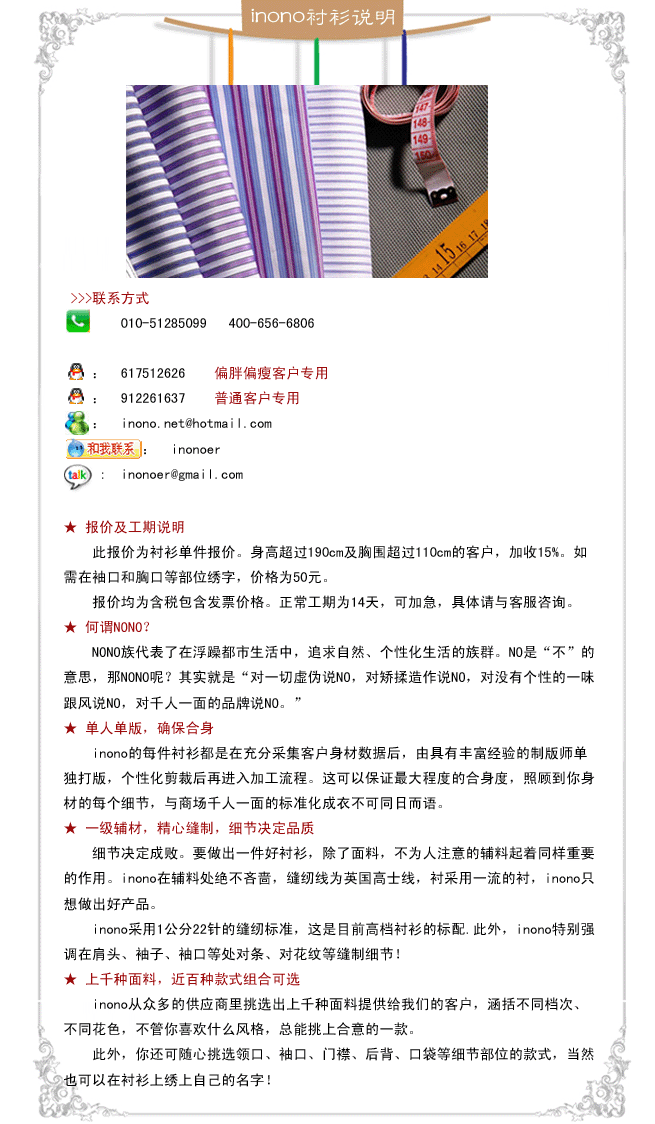 inono衬衫说明
147
148
149
150
13 14 15 16 17 18
>>>联系方式
010-51285099 400-656-6806
： 617512626 偏胖偏瘦客户专用
： 912261637 普通客户专用
： inono.net@hotmail.com
和我联系： inonoer
talk ： inonoer@gmail.com
★ 报价及工期说明
此报价为衬衫单件报价。身高超过190cm及胸围超过110cm的客户，加收15%。如
需在袖口和胸口等部位绣字，价格为50元。
报价均为含税包含发票价格。正常工期为14天，可加急，具体请与客服咨询。
★ 何谓NONO？
NONO族代表了在浮躁都市生活中，追求自然、个性化生活的族群。NO是“不”的
意思，那NONO呢？其实就是“对一切虚伪说NO，对矫揉造作说NO，对没有个性的一味
跟风说NO，对千人一面的品牌说NO。”
★ 单人单版，确保合身
inono的每件衬衫都是在充分采集客户身材数据后，由具有丰富经验的制版师单
独打版，个性化剪裁后再进入加工流程。这可以保证最大程度的合身度，照顾到你身
材的每个细节，与商场千人一面的标准化成衣不可同日而语。
★ 一级辅材，精心缝制，细节决定品质
细节决定成败。要做出一件好衬衫，除了面料，不为人注意的辅料起着同样重要
的作用。inono在辅料处绝不吝啬，缝纫线为英国高士线，衬采用一流的衬，inono只
想做出好产品。
inono采用1公分22针的缝纫标准，这是目前高档衬衫的标配.此外，inono特别强
调在肩头、袖子、袖口等处对条、对花纹等缝制细节！
★ 上千种面料，近百种款式组合可选
inono从众多的供应商里挑选出上千种面料提供给我们的客户，涵括不同档次、
不同花色，不管你喜欢什么风格，总能挑上合意的一款。
此外，你还可随心挑选领口、袖口、门襟、后背、口袋等细节部位的款式，当然
也可以在衬衫上绣上自己的名字！